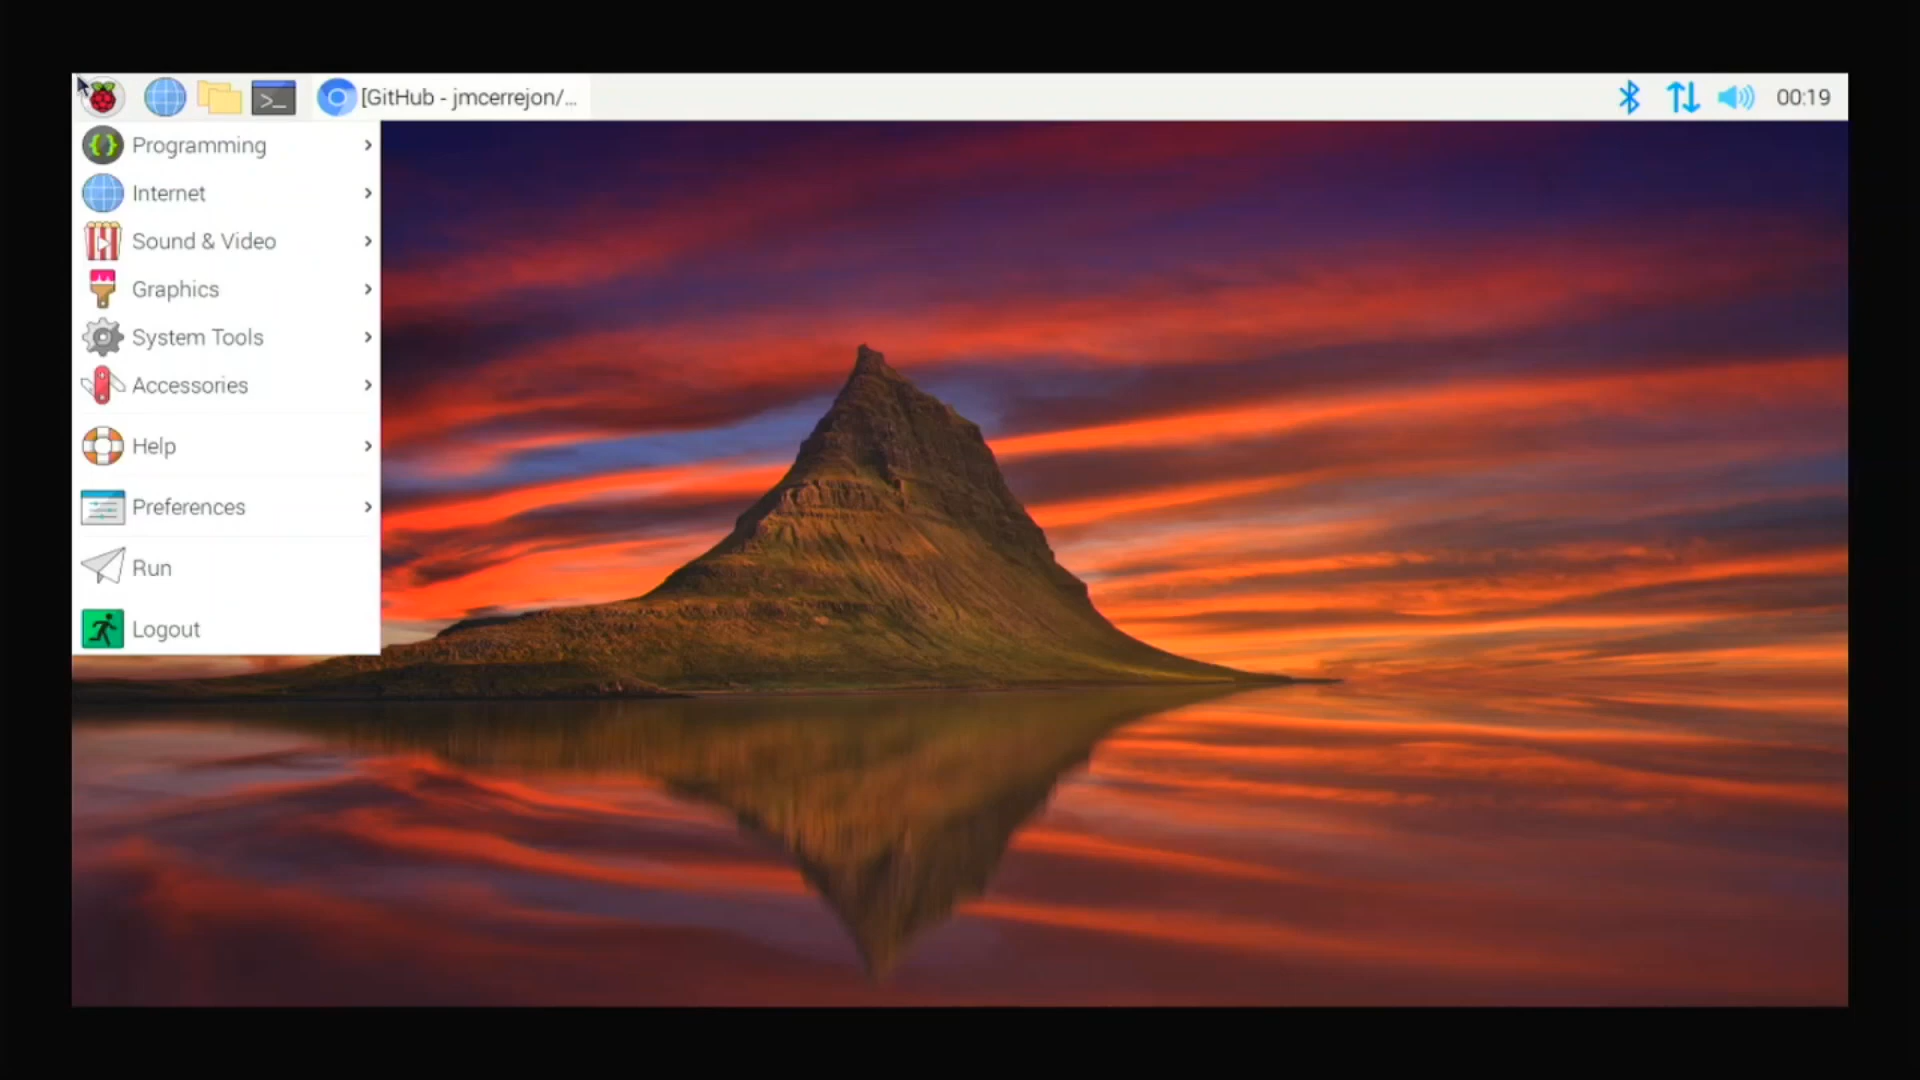 >_ [GitHub - jmcerrejon/... 00:19
Programming
Internet
Sound & Video
Graphics
System Tools
Accessories
Help
Preferences
Run
Logout